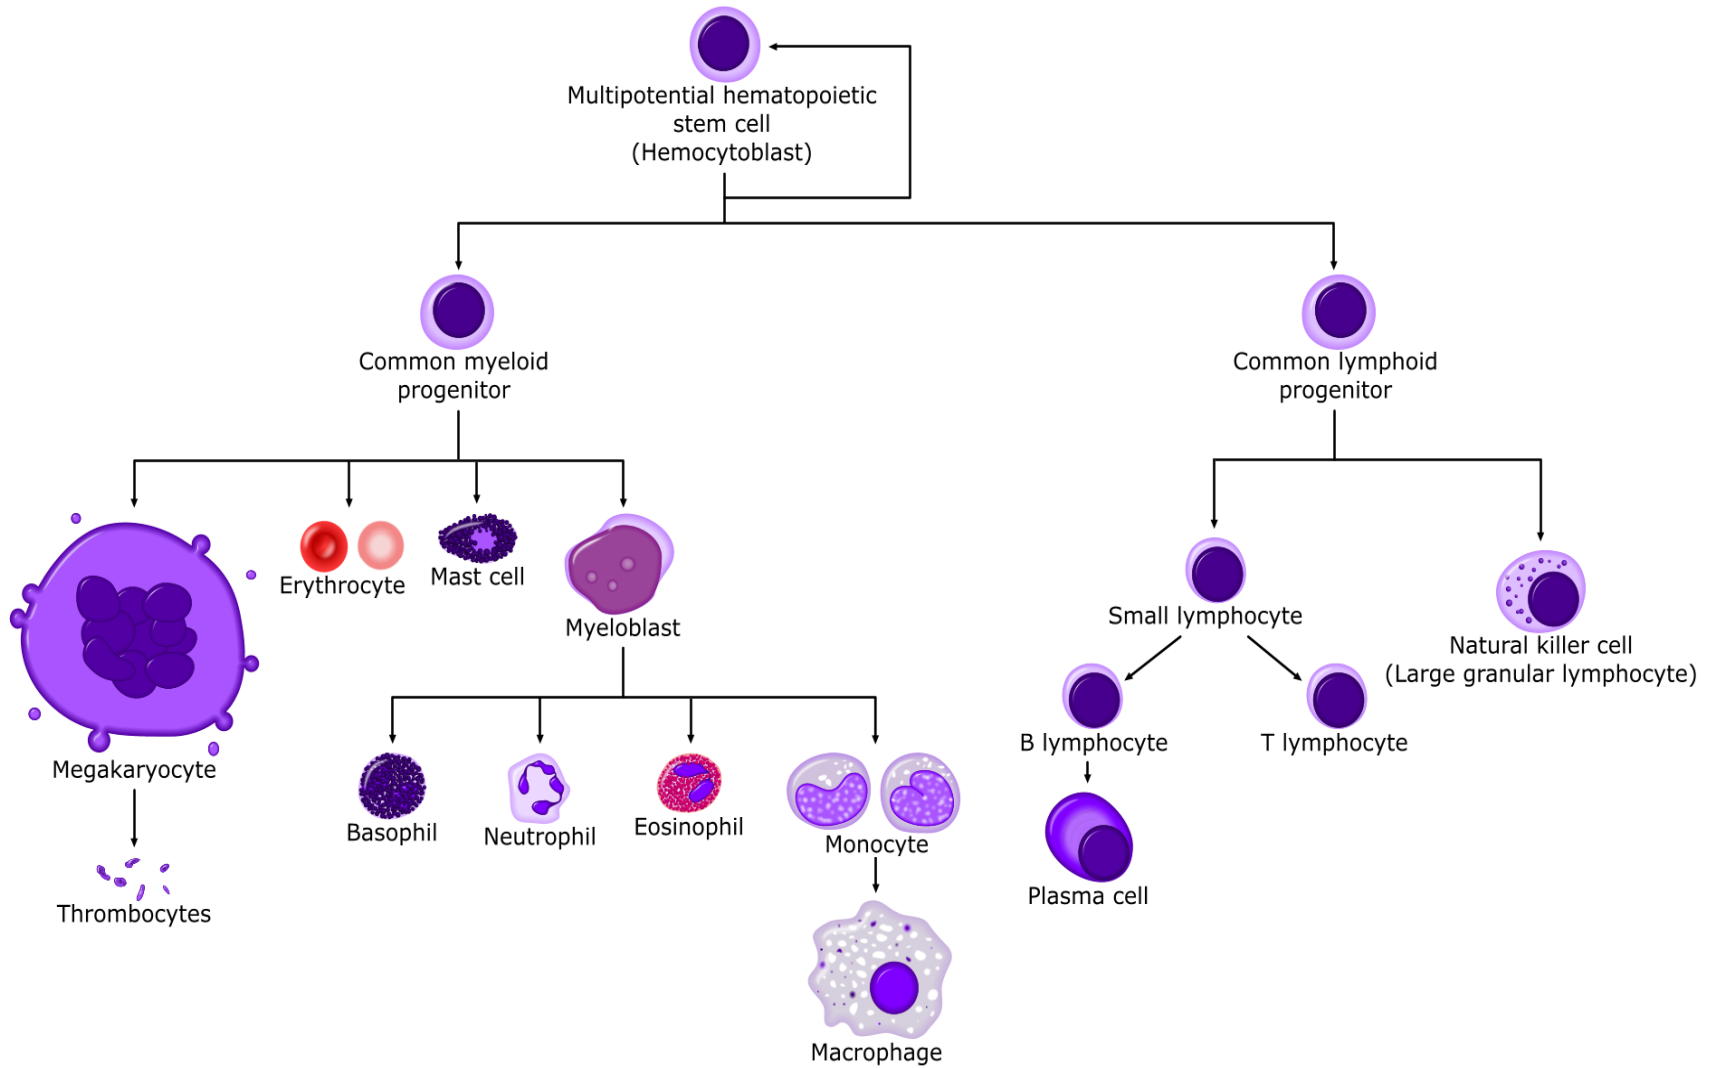 Multipotential hematopoietic
stem cell
(Hemocytoblast)
Common myeloid
progenitor
Common lymphoid
progenitor
Erythrocyte
Mast cell
Myeloblast
Small lymphocyte
Natural killer cell
(Large granular lymphocyte)
B lymphocyte
T lymphocyte
Megakaryocyte
Basophil
Neutrophil
Eosinophil
Monocyte
Plasma cell
Thrombocytes
Macrophage